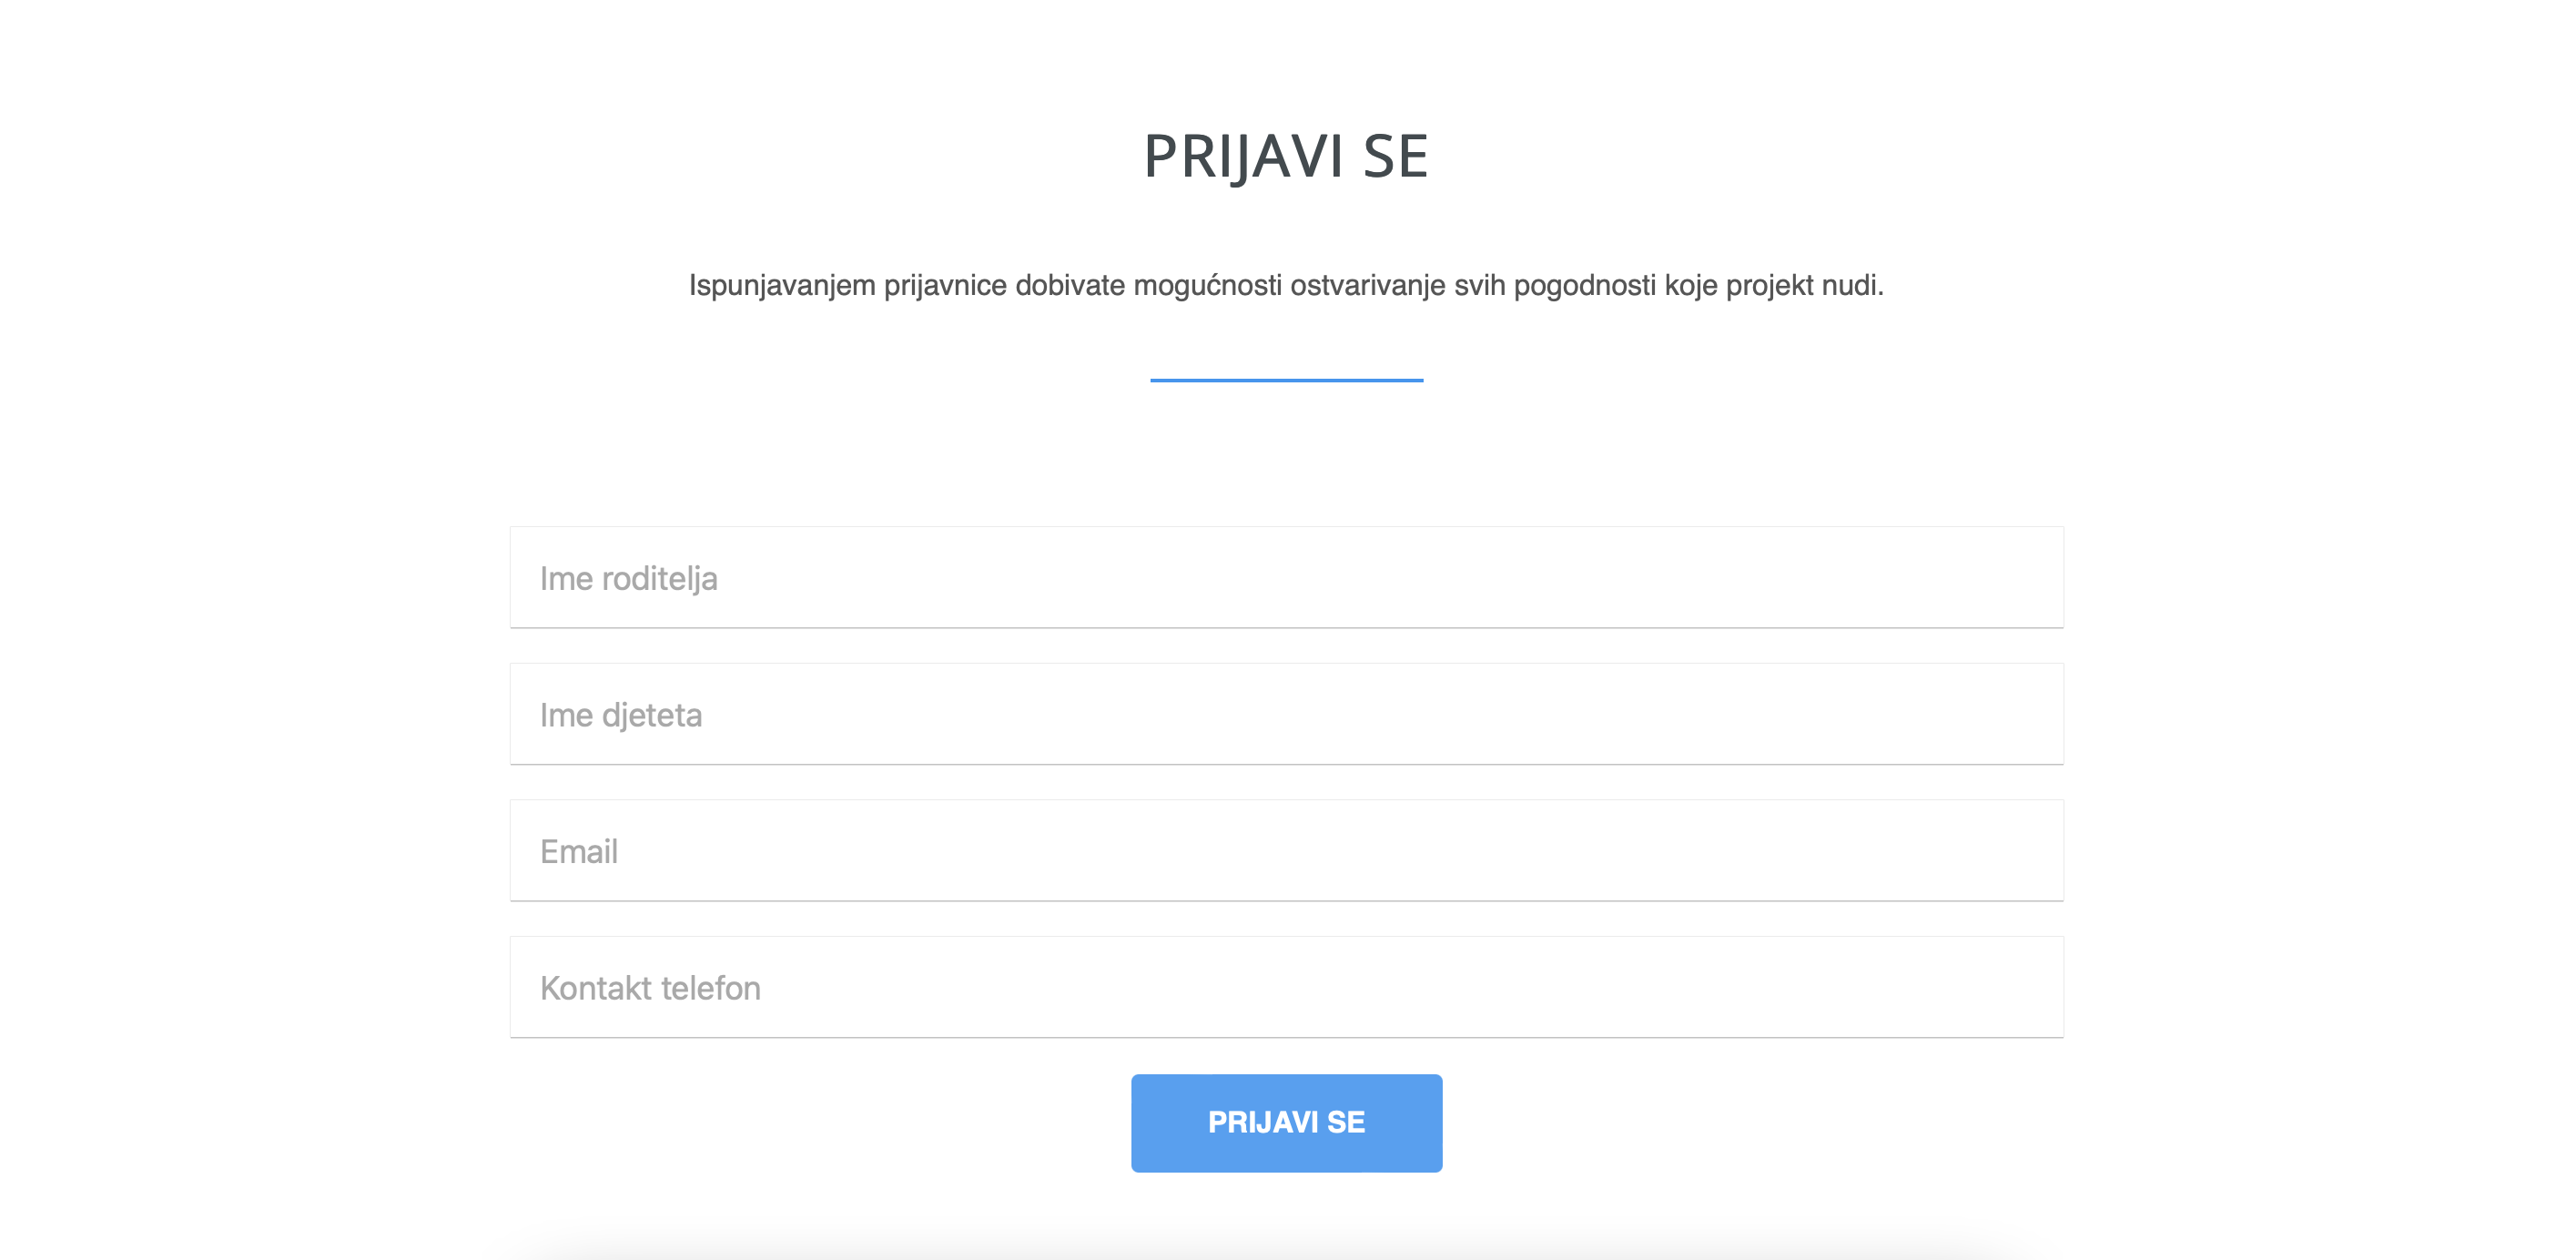 PRIJAVI SE
Ispunjavanjem prijavnice dobivate mogućnosti ostvarivanje svih pogodnosti koje projekt nudi.
Ime roditelja
Ime djeteta
Email
Kontakt telefon
PRIJAVI SE